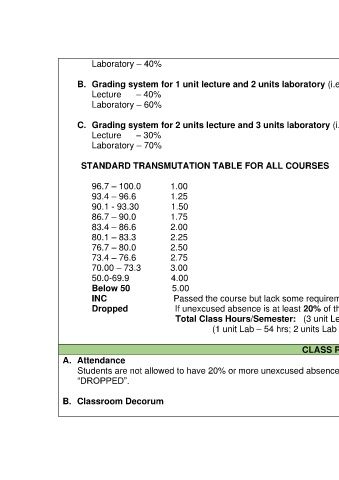 Laboratory – 40%
B. Grading system for 1 unit lecture and 2 units laboratory (i.e
Lecture – 40%
Laboratory – 60%
C. Grading system for 2 units lecture and 3 units laboratory (i.
Lecture – 30%
Laboratory – 70%
STANDARD TRANSMUTATION TABLE FOR ALL COURSES
96.7 – 100.0 1.00
93.4 – 96.6 1.25
90.1 - 93.30 1.50
86.7 – 90.0 1.75
83.4 – 86.6 2.00
80.1 – 83.3 2.25
76.7 – 80.0 2.50
73.4 – 76.6 2.75
70.00 – 73.3 3.00
50.0-69.9 4.00
Below 50 5.00
INC Passed the course but lack some requirem
Dropped If unexcused absence is at least 20% of th
Total Class Hours/Semester: (3 unit Le
(1 unit Lab – 54 hrs; 2 units Lab
CLASS P
A. Attendance
Students are not allowed to have 20% or more unexcused absence
"DROPPED".
B. Classroom Decorum